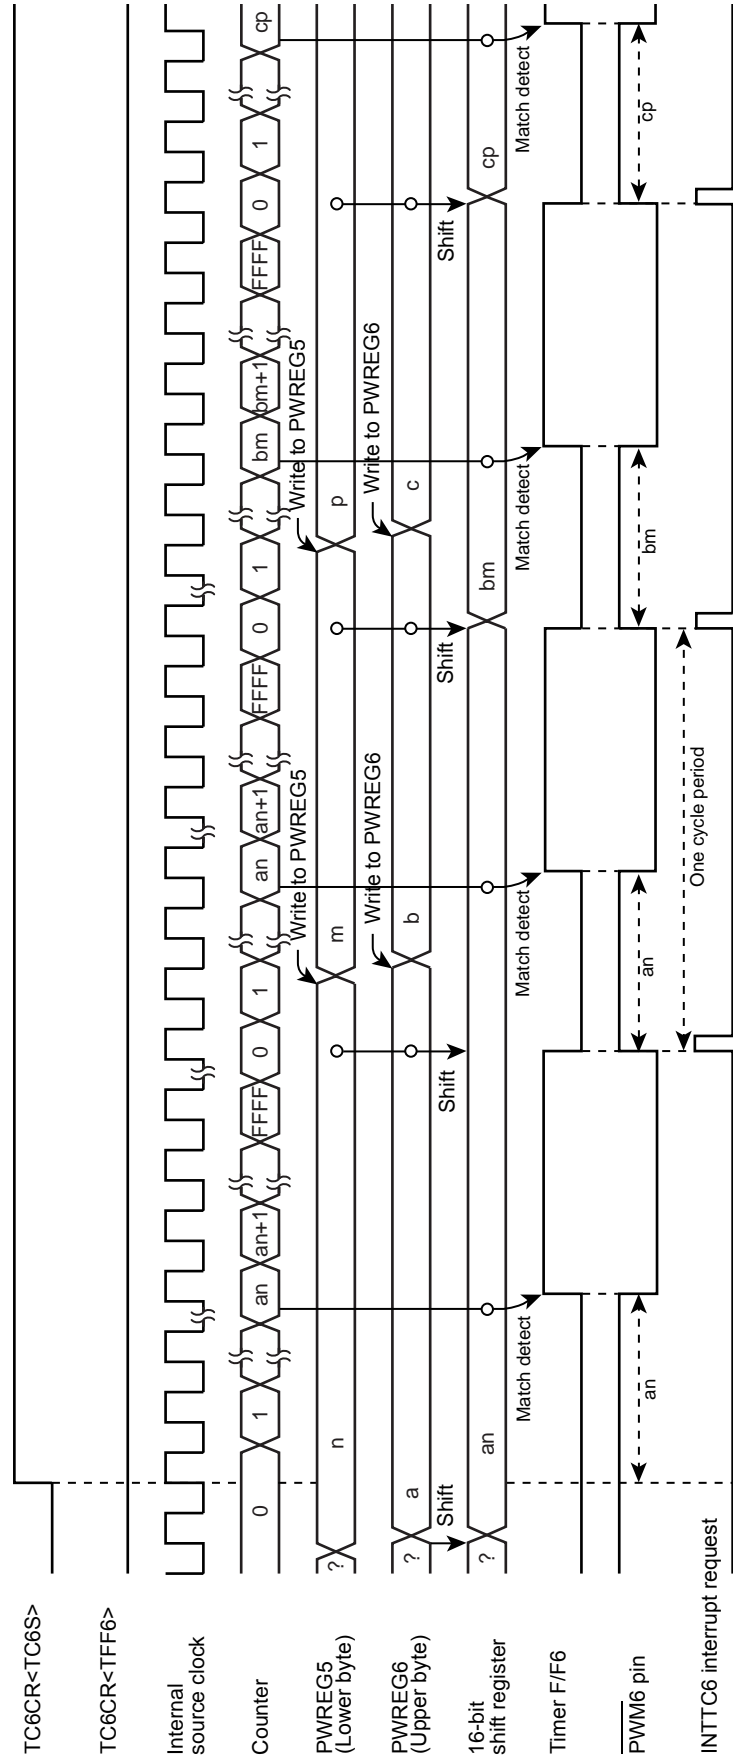 TC6CR<TC6S>
TC6CR<TFF6>
Internal
source clock
Counter
0 1 an an+1 FFFF 0 1 an an+1 FFFF 0 1 bm bm+1 FFFF 0 1 cp
Write to PWREG5 Write to PWREG5
PWREG5
(Lower byte)
? n m p
Write to PWREG6 Write to PWREG6
PWREG6
(Upper byte)
? a b c
Shift Shift Shift Shift
16-bit
shift register
? an bm cp
Match detect Match detect Match detect Match detect
Timer F/F6
PWM6 pin
an an bm cp
One cycle period
INTTC6 interrupt request